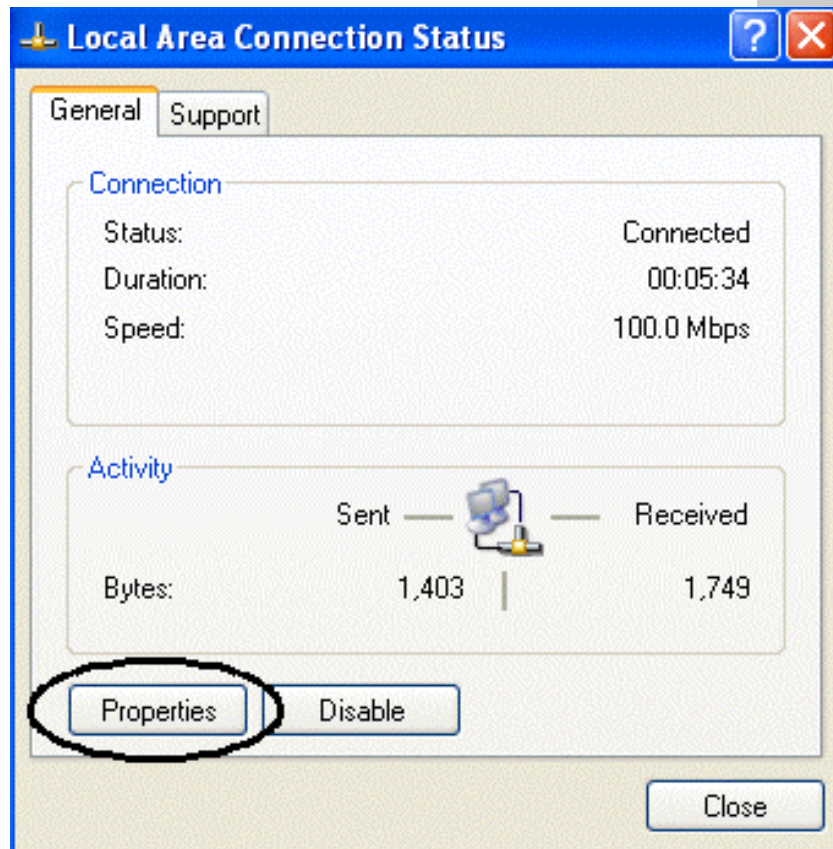 Local Area Connection Status ?
General Support
Connection
Status: Connected
Duration: 00:05:34
Speed: 100.0 Mbps
Activity
Sent Received
Bytes: 1,403 1,749
Properties Disable
Close